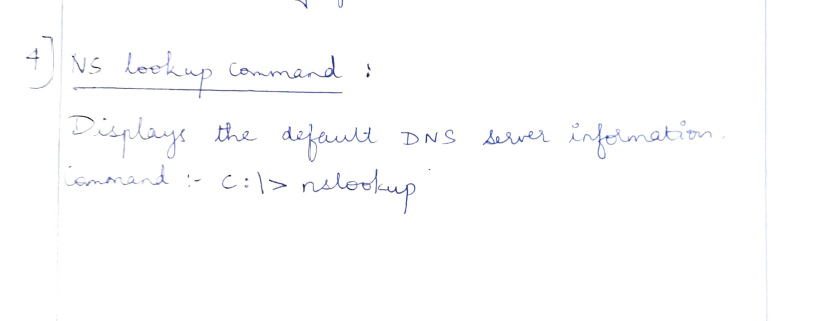 4] NS lookup command :
Displays the default DNS server information.
Command :- C:\> nslookup